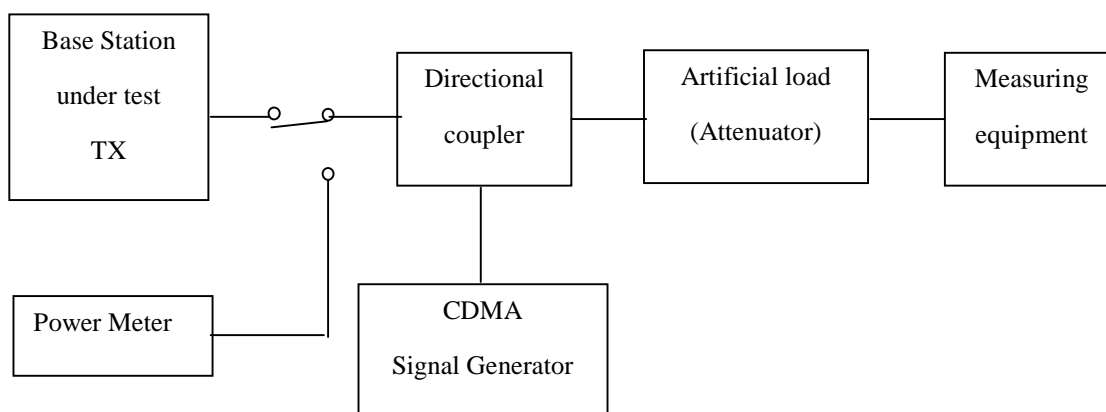 Base Station
under test
TX
Directional
coupler
Artificial load
(Attenuator)
Measuring
equipment
Power Meter
CDMA
Signal Generator